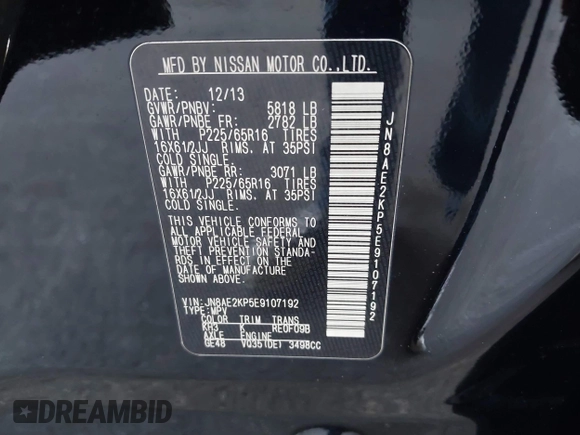 MFD BY NISSAN MOTOR CO.,LTD.
DATE: 12/13
GVWR/PNBV: 5818 LB
GAWR/PNBE FR: 2782 LB
WITH P225/65R16 TIRES
16X61/2JJ RIMS. AT 35PSI
COLD SINGLE.
GAWR/PNBE RR: 3071 LB
WITH P225/65R16 TIRES
16X61/2JJ RIMS. AT 35PSI
COLD SINGLE.
THIS VEHICLE CONFORMS TO
ALL APPLICABLE FEDERAL
MOTOR VEHICLE SAFETY AND
THEFT PREVENTION STANDA-
RDS IN EFFECT ON THE
DATE OF MANUFACTURE
SHOWN ABOVE.
VIN: JN8AE2KP5E9107192
TYPE: MPV
COLOR TRIM TRANS
KH3 K RE0F09B
AXLE ENGINE
GE48 VQ35(DE) 3498CC
JN8AE2KP5E9107192
DREAMBID